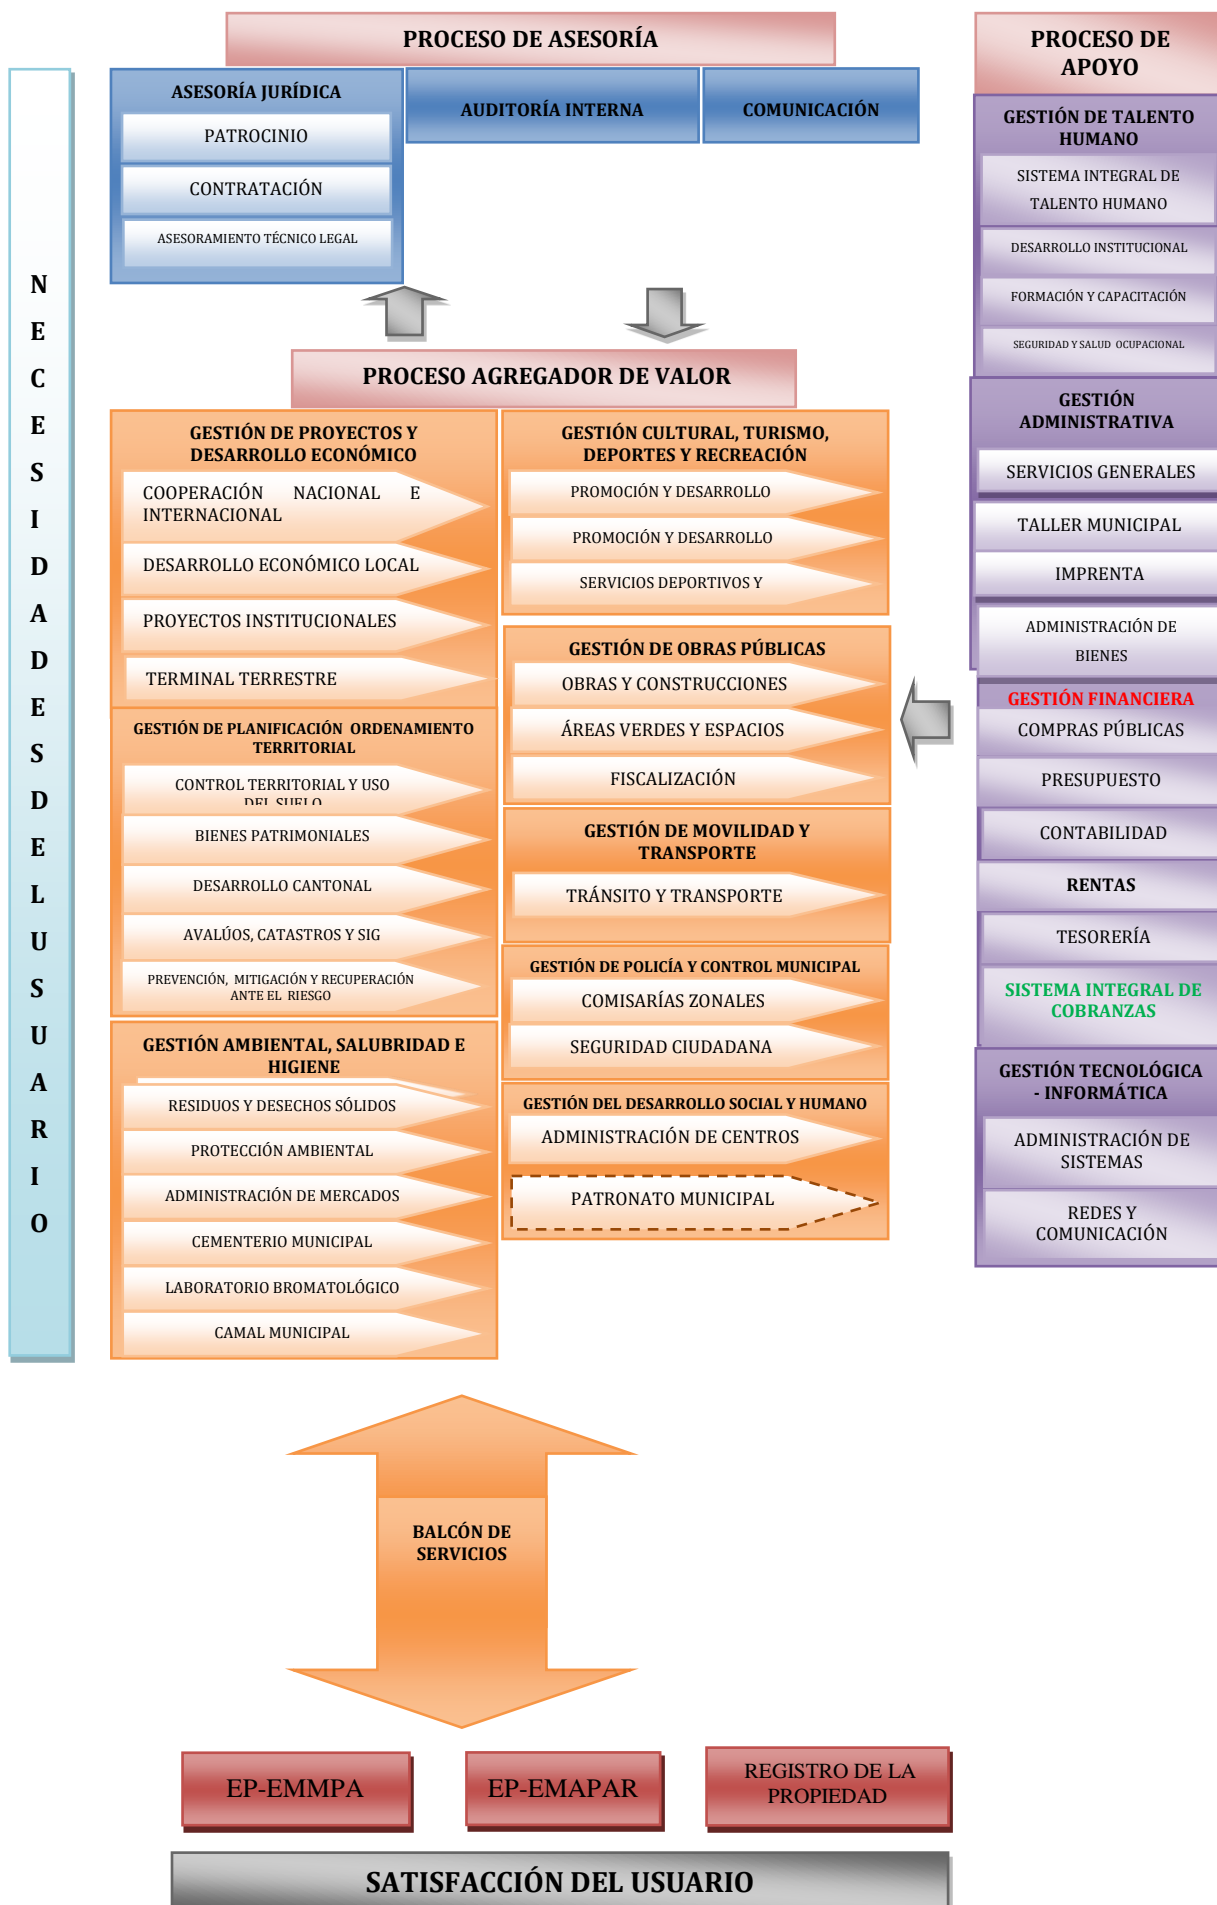 PROCESO DE ASESORÍA
ASESORÍA JURÍDICA
PATROCINIO
CONTRATACIÓN
ASESORAMIENTO TÉCNICO LEGAL
AUDITORÍA INTERNA
COMUNICACIÓN
PROCESO DE
APOYO
GESTIÓN DE TALENTO
HUMANO
SISTEMA INTEGRAL DE
TALENTO HUMANO
DESARROLLO INSTITUCIONAL
FORMACIÓN Y CAPACITACIÓN
SEGURIDAD Y SALUD OCUPACIONAL
GESTIÓN
ADMINISTRATIVA
SERVICIOS GENERALES
TALLER MUNICIPAL
IMPRENTA
ADMINISTRACIÓN DE
BIENES
GESTIÓN FINANCIERA
COMPRAS PÚBLICAS
PRESUPUESTO
CONTABILIDAD
RENTAS
TESORERÍA
SISTEMA INTEGRAL DE
COBRANZAS
GESTIÓN TECNOLÓGICA
- INFORMÁTICA
ADMINISTRACIÓN DE
SISTEMAS
REDES Y
COMUNICACIÓN
N
E
C
E
S
I
D
A
D
E
S
D
E
L
U
S
U
A
R
I
O
PROCESO AGREGADOR DE VALOR
GESTIÓN DE PROYECTOS Y
DESARROLLO ECONÓMICO
COOPERACIÓN NACIONAL E
INTERNACIONAL
DESARROLLO ECONÓMICO LOCAL
PROYECTOS INSTITUCIONALES
TERMINAL TERRESTRE
GESTIÓN DE PLANIFICACIÓN ORDENAMIENTO
TERRITORIAL
CONTROL TERRITORIAL Y USO
DEL SUELO
BIENES PATRIMONIALES
DESARROLLO CANTONAL
AVALÚOS, CATASTROS Y SIG
PREVENCIÓN, MITIGACIÓN Y RECUPERACIÓN
ANTE EL RIESGO
GESTIÓN AMBIENTAL, SALUBRIDAD E
HIGIENE
RESIDUOS Y DESECHOS SÓLIDOS
PROTECCIÓN AMBIENTAL
ADMINISTRACIÓN DE MERCADOS
CEMENTERIO MUNICIPAL
LABORATORIO BROMATOLÓGICO
CAMAL MUNICIPAL
GESTIÓN CULTURAL, TURISMO,
DEPORTES Y RECREACIÓN
PROMOCIÓN Y DESARROLLO
PROMOCIÓN Y DESARROLLO
SERVICIOS DEPORTIVOS Y
GESTIÓN DE OBRAS PÚBLICAS
OBRAS Y CONSTRUCCIONES
ÁREAS VERDES Y ESPACIOS
FISCALIZACIÓN
GESTIÓN DE MOVILIDAD Y
TRANSPORTE
TRÁNSITO Y TRANSPORTE
GESTIÓN DE POLICÍA Y CONTROL MUNICIPAL
COMISARÍAS ZONALES
SEGURIDAD CIUDADANA
GESTIÓN DEL DESARROLLO SOCIAL Y HUMANO
ADMINISTRACIÓN DE CENTROS
PATRONATO MUNICIPAL
BALCÓN DE
SERVICIOS
EP-EMMPA
EP-EMAPAR
REGISTRO DE LA
PROPIEDAD
SATISFACCIÓN DEL USUARIO